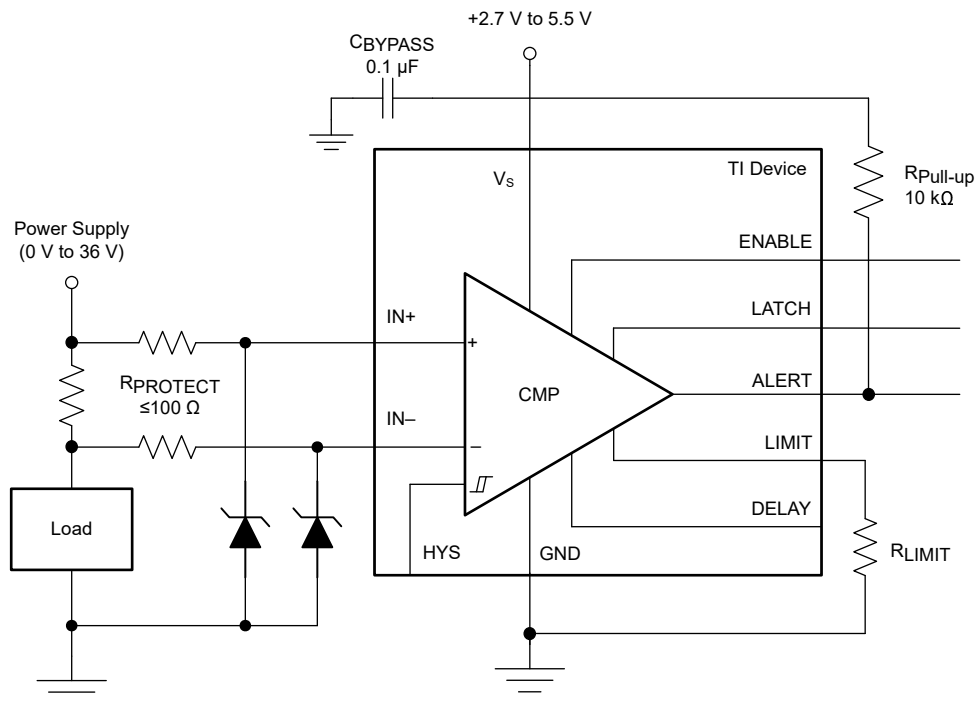 +2.7 V to 5.5 V
CBYPASS
0.1 µF
TI Device
VS
RPull-up
10 kΩ
Power Supply
(0 V to 36 V)
ENABLE
IN+
LATCH
+
RPROTECT
≤100 Ω
CMP
ALERT
IN–
LIMIT
–
DELAY
Load
HYS
GND
RLIMIT